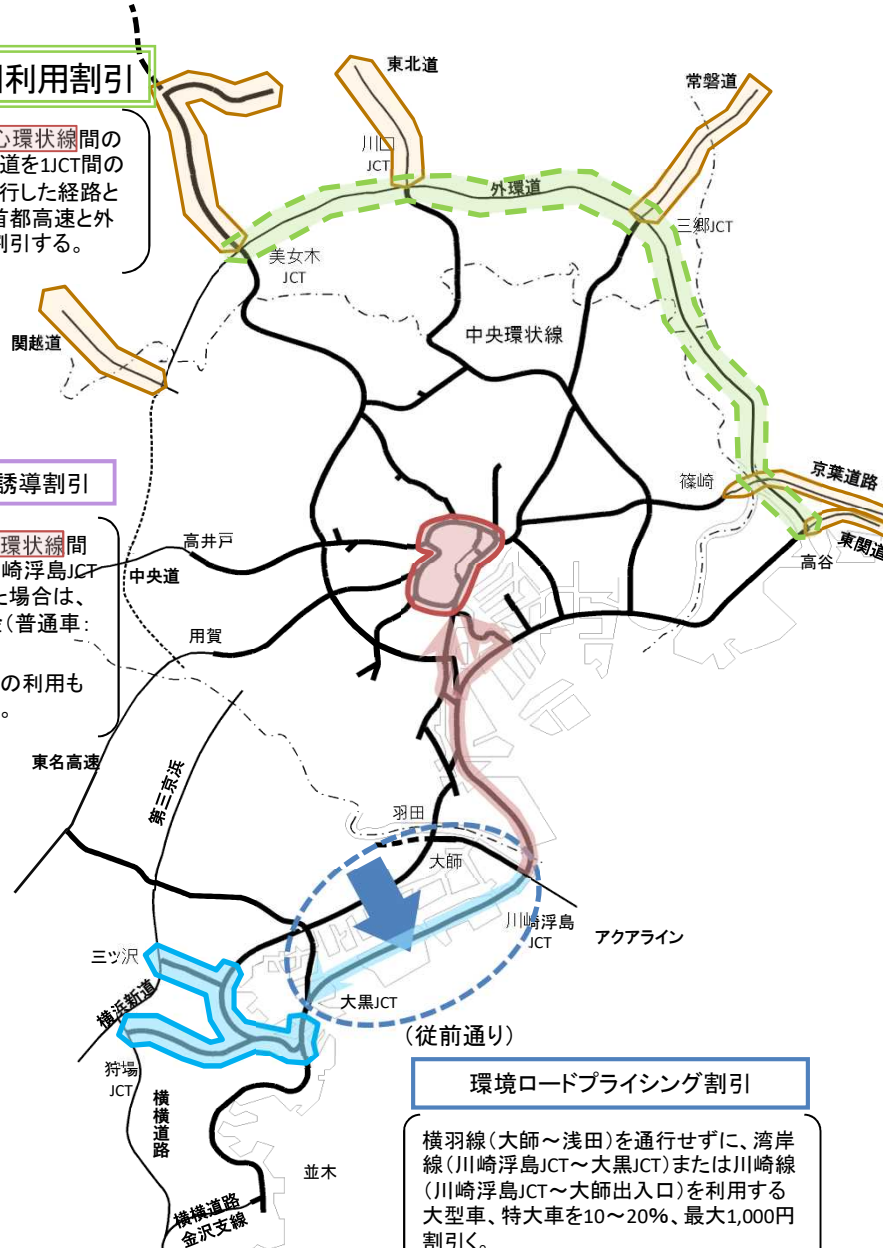 利用割引
心環状線間の
道を1JCT間の
行した経路と
首都高速と外
割引する。
東北道
常磐道
川口
JCT
外環道
三郷JCT
美女木
JCT
関越道
中央環状線
誘導割引
環状線間
崎浮島JCT
た場合は、
(普通車:
の利用も
。
篠崎
京葉道路
東関道
高谷
高井戸
中央道
用賀
東名高速
第三京浜
羽田
大師
川崎浮島
JCT
アクアライン
三ッ沢
横浜新道
大黒JCT
狩場
JCT
横横道路
並木
横横道路
金沢支線
(従前通り)
環境ロードプライシング割引
横羽線(大師～浅田)を通行せずに、湾岸
線(川崎浮島JCT～大黒JCT)または川崎線
(川崎浮島JCT～大師出入口)を利用する
大型車、特大車を10～20%、最大1,000円
割引く。